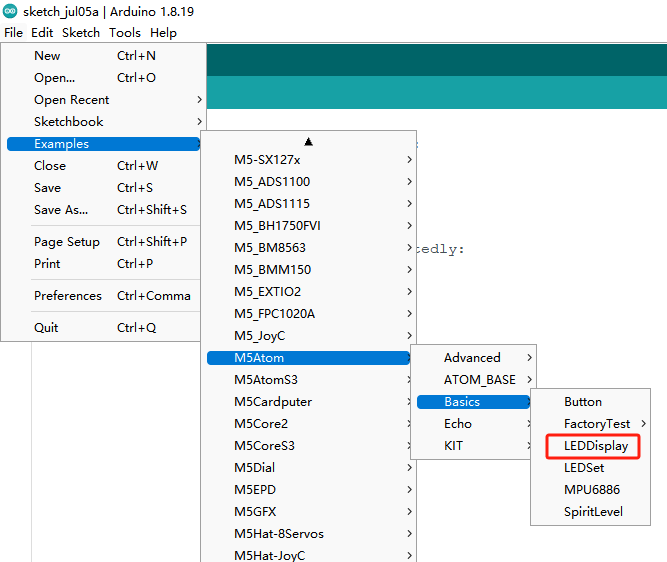 sketch_jul05a | Arduino 1.8.19
File Edit Sketch Tools Help
New Ctrl+N
Open... Ctrl+O
Open Recent
Sketchbook
Examples
Close Ctrl+W
Save Ctrl+S
Save As... Ctrl+Shift+S
Page Setup Ctrl+Shift+P
Print Ctrl+P
Preferences Ctrl+Comma
Quit Ctrl+Q
M5-SX127x
M5_ADS1100
M5_ADS1115
M5_BH1750FVI
M5_BM8563
M5_BMM150
M5_EXTIO2
M5_FPC1020A
M5_JoyC
M5Atom
M5AtomS3
M5Cardputer
M5Core2
M5CoreS3
M5Dial
M5EPD
M5GFX
M5Hat-8Servos
M5Hat-JoyC
tedly:
Advanced
ATOM_BASE
Basics
Echo
KIT
Button
FactoryTest
LEDDisplay
LEDSet
MPU6886
SpiritLevel